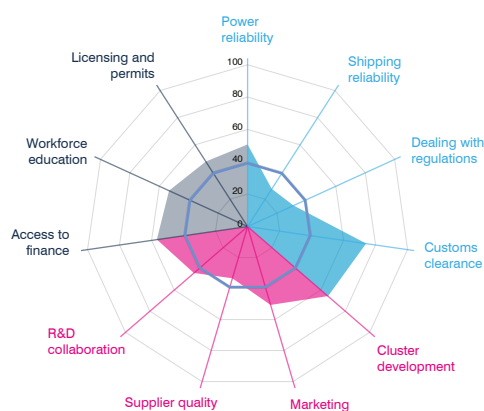 Power
reliability
Licensing and
permits
Shipping
reliability
100
80
60
40
20
0
Workforce
education
Dealing with
regulations
Access to
finance
Customs
clearance
R&D
collaboration
Cluster
development
Supplier quality
Marketing